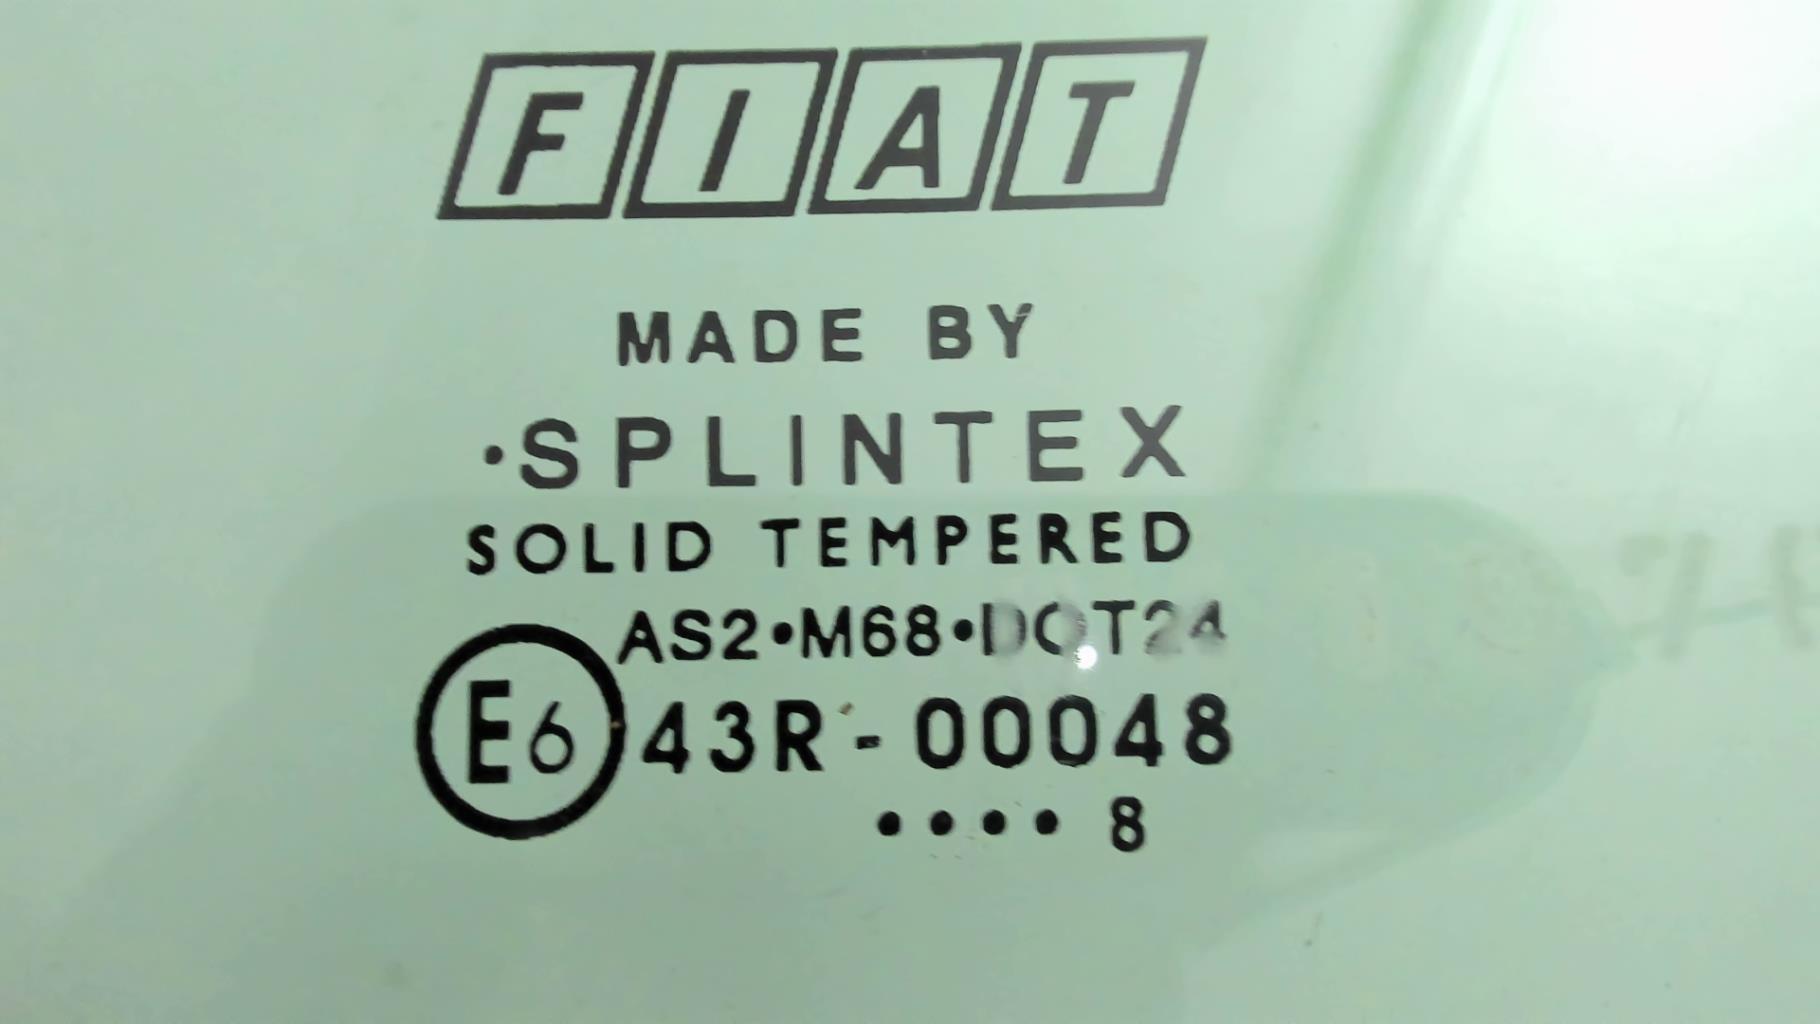 FIAT
MADE BY
·SPLINTEX
SOLID TEMPERED
AS2•M68•DOT24
E6 43R-00048
•••• 8